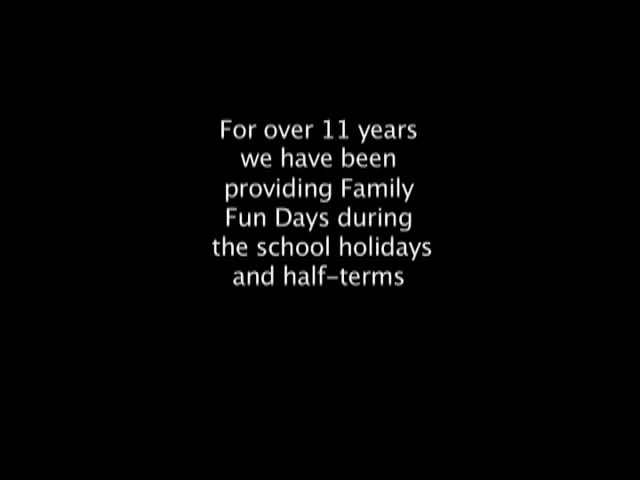 For over 11 years
we have been
providing Family
Fun Days during
the school holidays
and half-terms